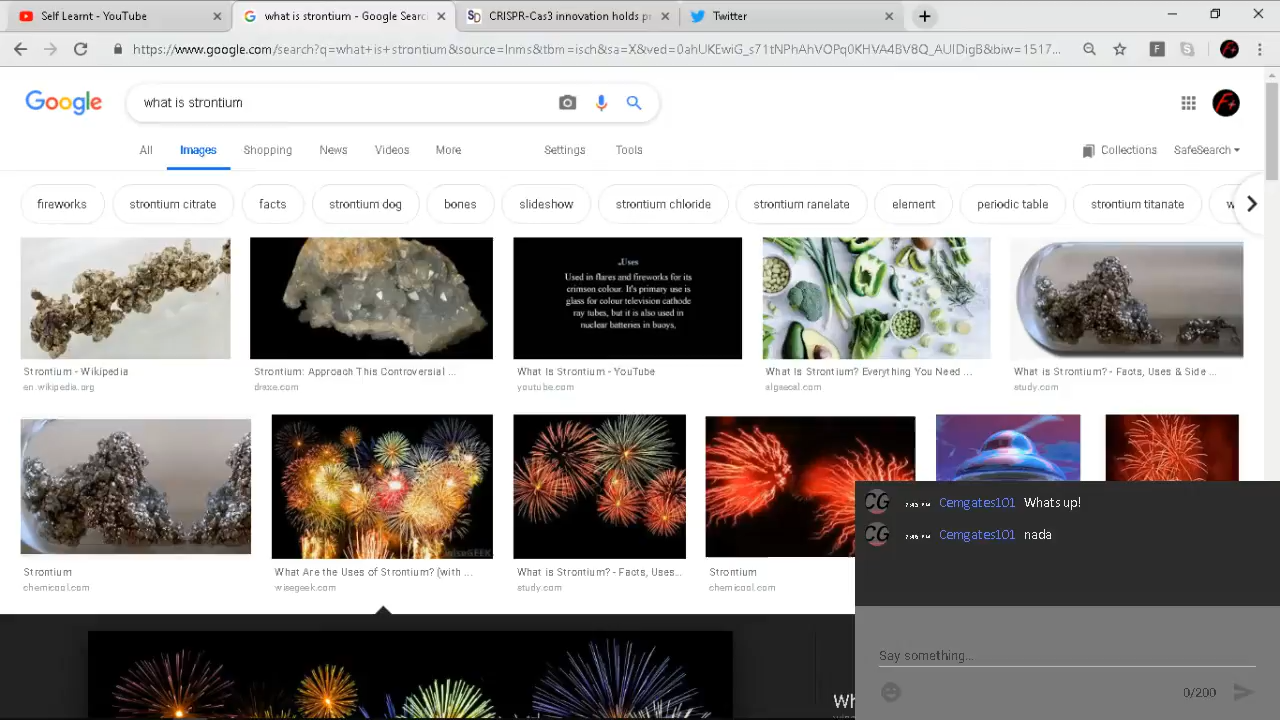 Self Learnt - YouTube
what is strontium - Google Searc
CRISPR-Cas3 innovation holds pr
Twitter
https://www.google.com/search?q=what+is+strontium&source=lnms&tbm=isch&sa=X&ved=0ahUKEwiG_s71tNPhAhVOPq0KHVA4BV8Q_AUIDigB&biw=1517...
Google
what is strontium
All
Images
Shopping
News
Videos
More
Settings
Tools
Collections
SafeSearch
fireworks
strontium citrate
facts
strontium dog
bones
slideshow
strontium chloride
strontium ranelate
element
periodic table
strontium titanate
Uses
Used in flares and fireworks for its
crimson colour. It's primary use is
glass for colour television cathode
ray tubes, but it is also used in
nuclear batteries in buoys,
Strontium - Wikipedia
en.wikipedia.org
Strontium: Approach This Controversial ...
draxe.com
What Is Strontium - YouTube
youtube.com
What Is Strontium? Everything You Need ...
algaecal.com
What is Strontium? - Facts, Uses & Side ...
study.com
wiseGEEK
Strontium
chemicool.com
What Are the Uses of Strontium? (with ...
wisegeek.com
What is Strontium? - Facts, Uses...
study.com
Strontium
chemicool.com
CG
Cemgates101 Whats up!
CG
Cemgates101 nada
Say something...
0/200
Wh